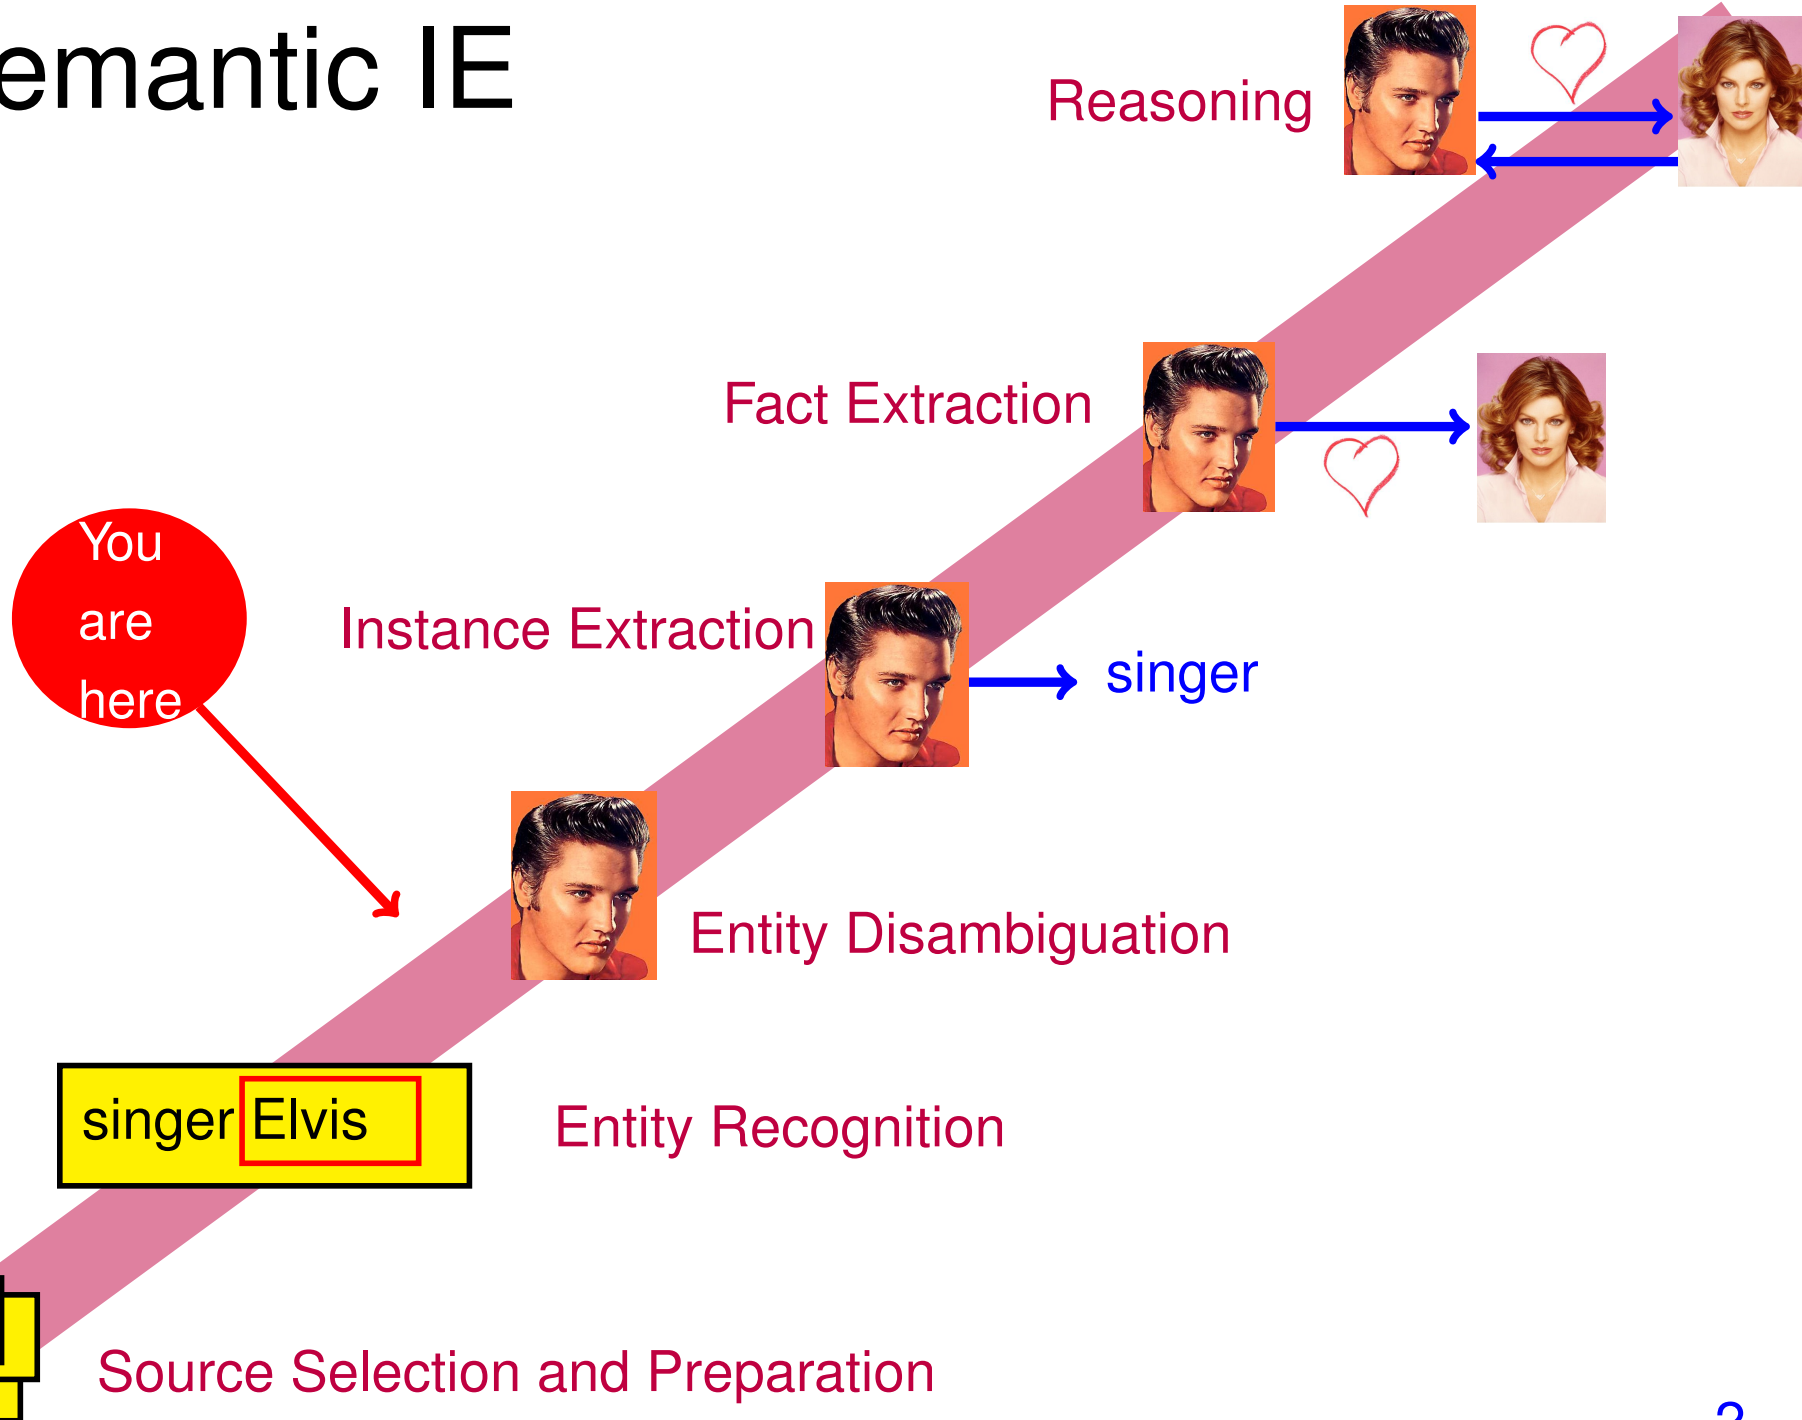 emantic IE
Reasoning
Fact Extraction
You
are
here
Instance Extraction
singer
Entity Disambiguation
singer Elvis
Entity Recognition
Source Selection and Preparation